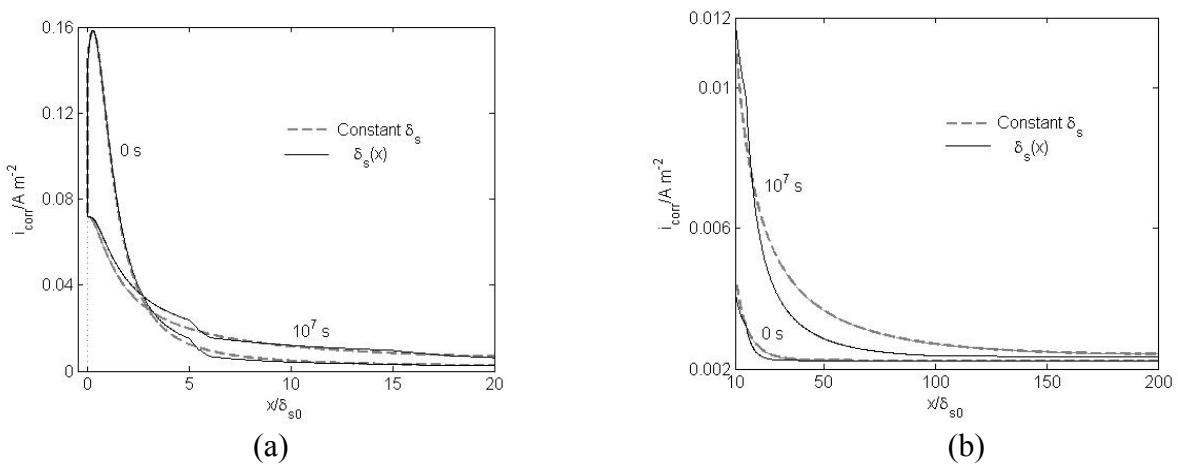 0.16
0.12
0.08
0.04
0
i_corr/A m^-2
0 s
10^7 s
Constant δ_s
δ_s(x)
0 5 10 15 20
x/δ_s0
(a)
0.012
0.01
0.006
0.002
i_corr/A m^-2
Constant δ_s
δ_s(x)
10^7 s
0 s
10 50 100 150 200
x/δ_s0
(b)